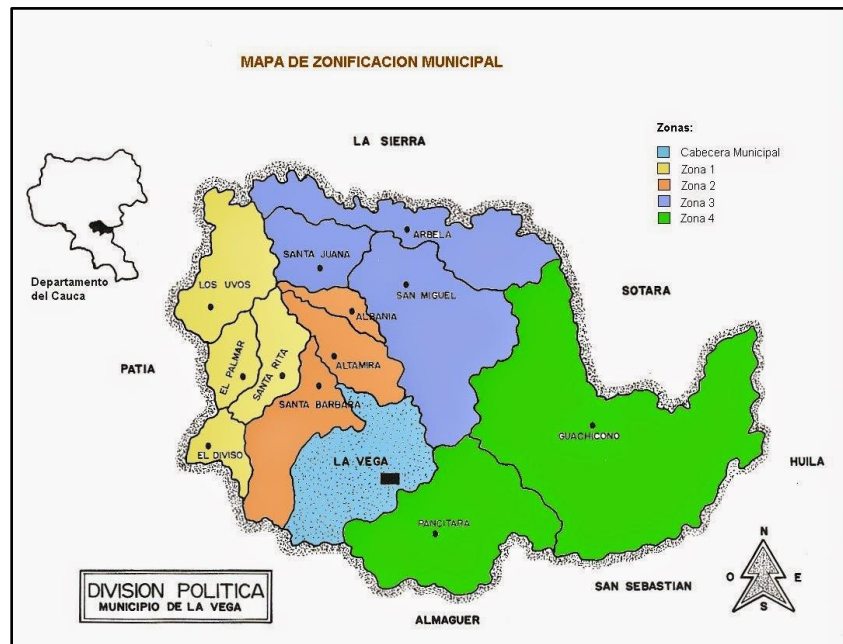 MAPA DE ZONIFICACION MUNICIPAL
LA SIERRA
Zonas:
Cabecera Municipal
Zona 1
Zona 2
Zona 3
Zona 4
Departamento
del Cauca
ARBELA
SANTA JUANA
LOS UVOS
SAN MIGUEL
SOTARA
ALBANIA
PATIA
EL PALMAR
SANTA RITA
ALTAMIRA
SANTA BARBARA
GUACHICONO
EL DIVISO
LA VEGA
HUILA
PANCITARA
N
O
E
S
SAN SEBASTIAN
DIVISION POLITICA
MUNICIPIO DE LA VEGA
ALMAGUER